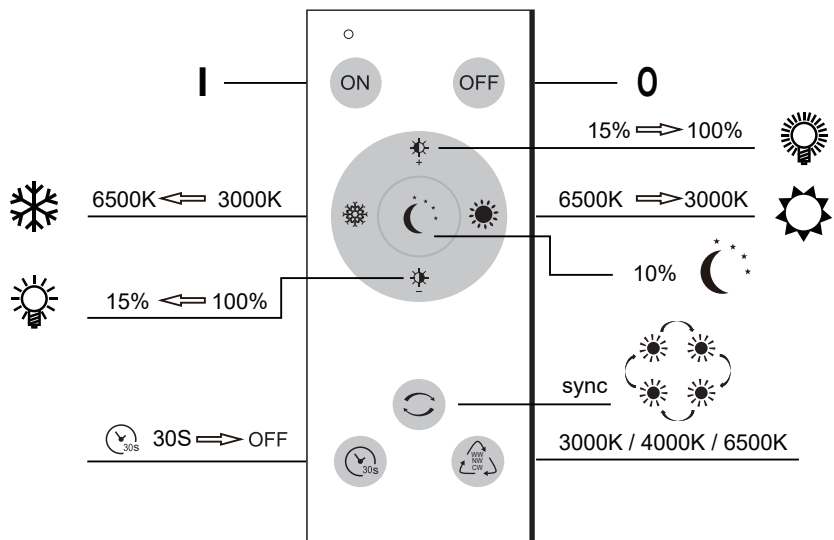 I
ON
OFF
0
15% 100%
+
6500K 3000K
6500K 3000K
10%
−
15% 100%
sync
30S
30S OFF
30S
WW
NW
CW
3000K / 4000K / 6500K